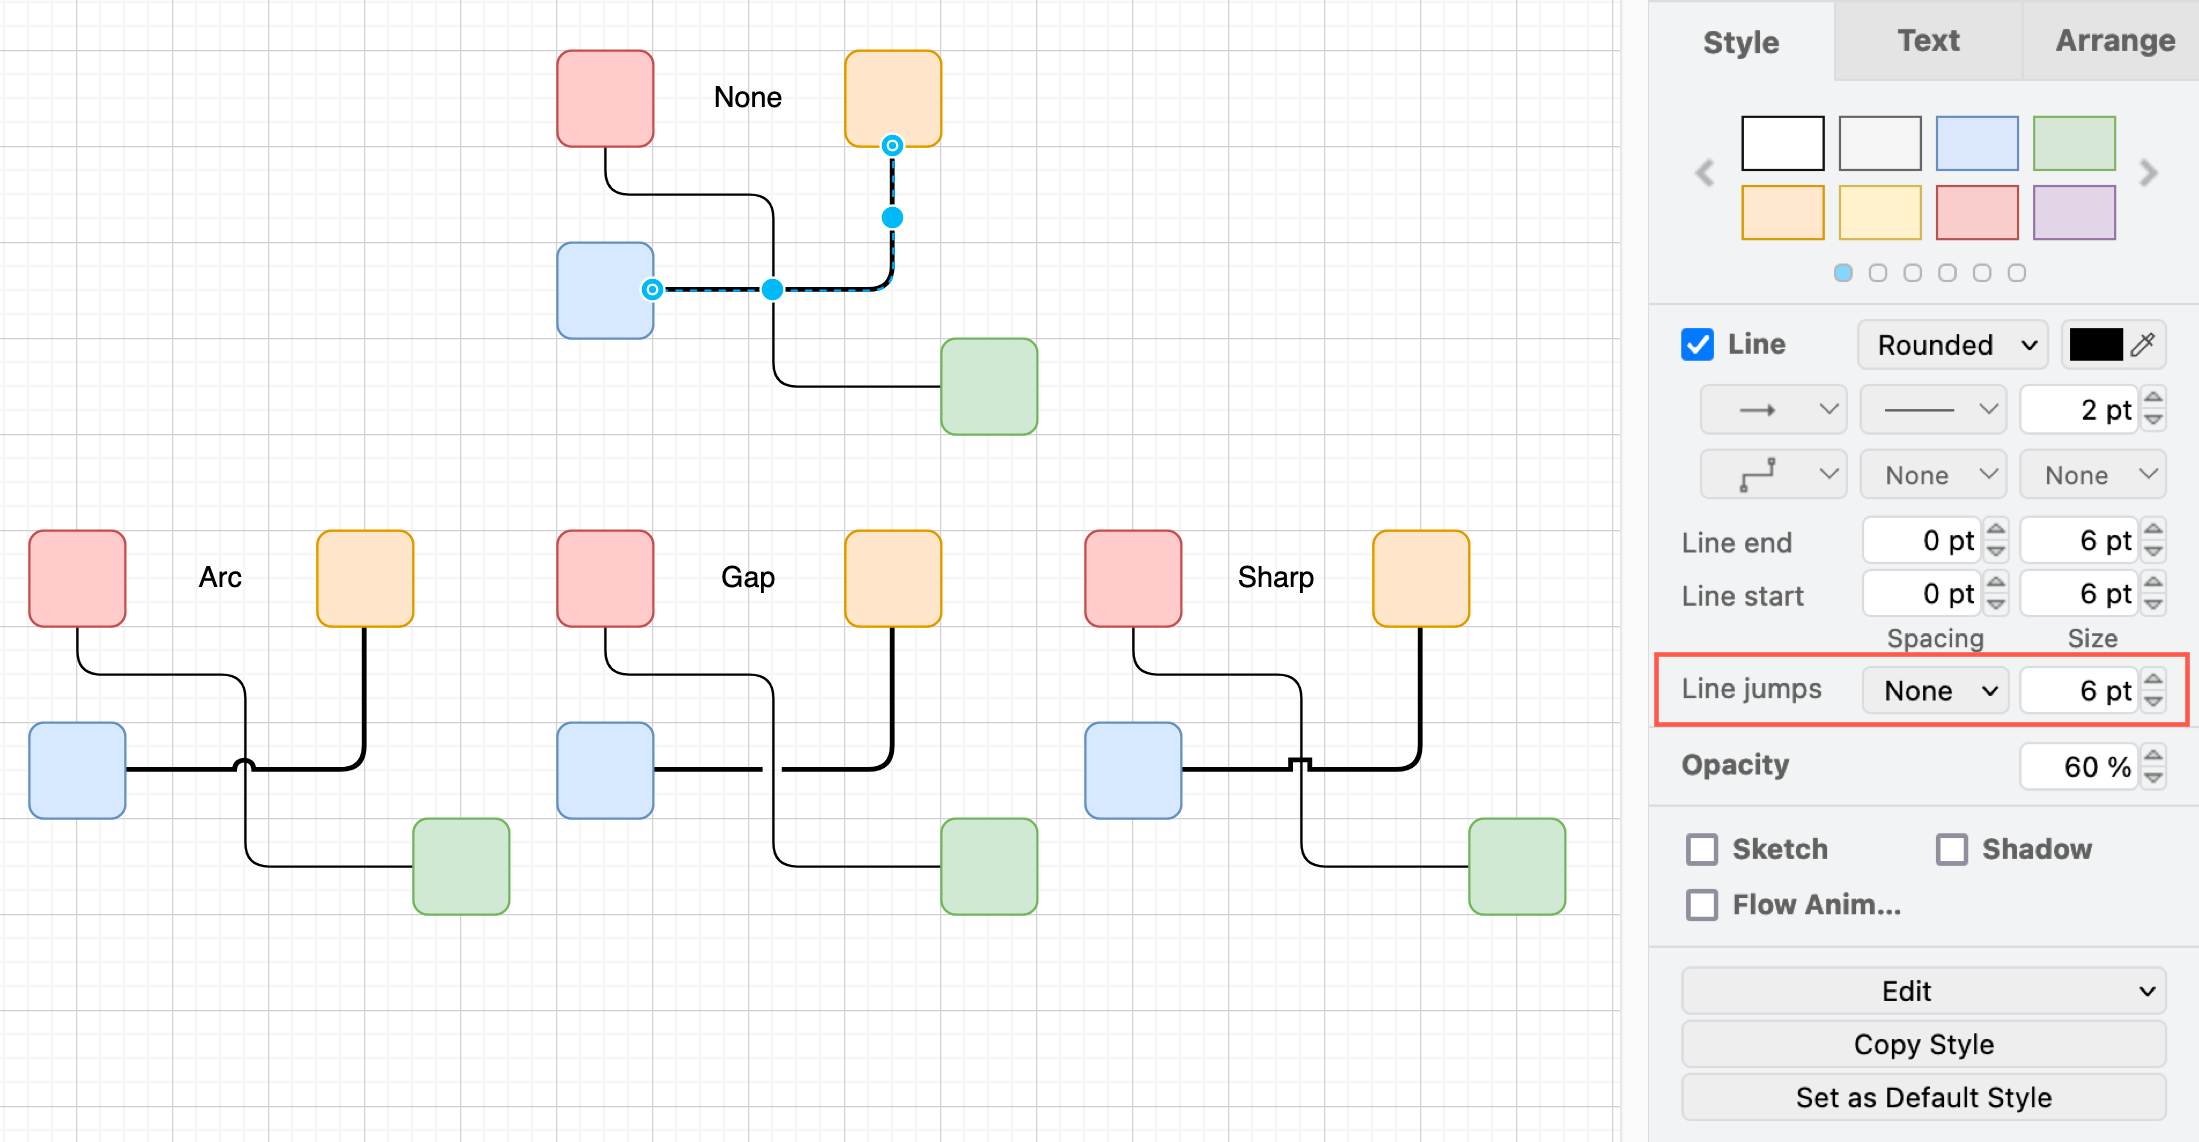 None
Arc
Gap
Sharp
Style Text Arrange
Line Rounded
2 pt
None None
Line end 0 pt 6 pt
Line start 0 pt 6 pt
Spacing Size
Line jumps None 6 pt
Opacity 60 %
Sketch Shadow
Flow Anim...
Edit
Copy Style
Set as Default Style